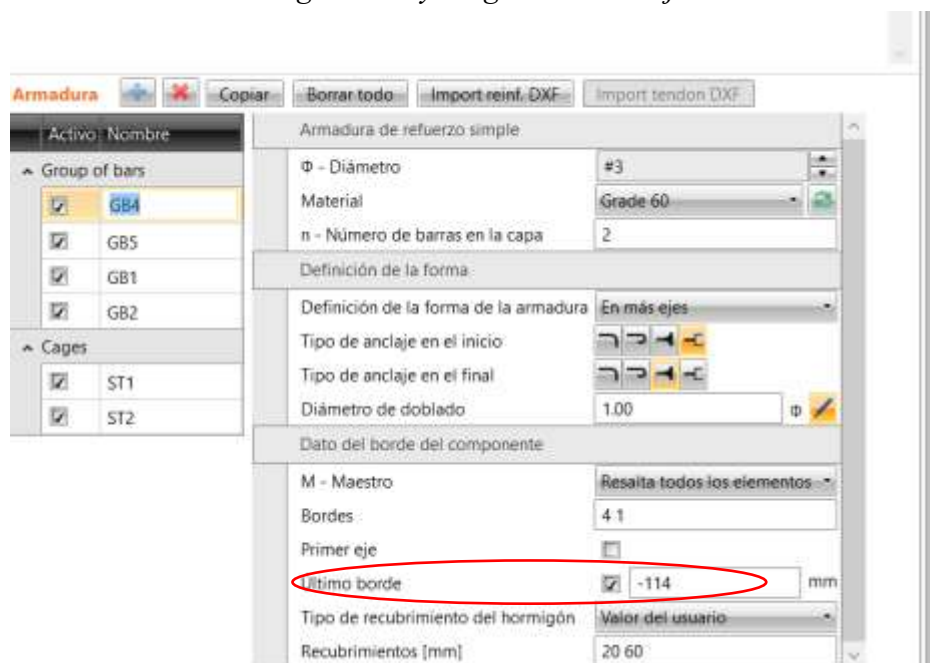 Armadura Copiar Borrar todo Import reinf. DXF Import tendon DXF
Activo Nombre
Group of bars
GB4
GB5
GB1
GB2
Cages
ST1
ST2
Armadura de refuerzo simple
Φ - Diámetro #3
Material Grade 60
n - Número de barras en la capa 2
Definición de la forma
Definición de la forma de la armadura En más ejes
Tipo de anclaje en el inicio
Tipo de anclaje en el final
Diámetro de doblado 1.00 Φ
Dato del borde del componente
M - Maestro Resalta todos los elementos
Bordes 4 1
Primer eje
Ultimo borde -114 mm
Tipo de recubrimiento del hormigón Valor del usuario
Recubrimientos [mm] 20 60